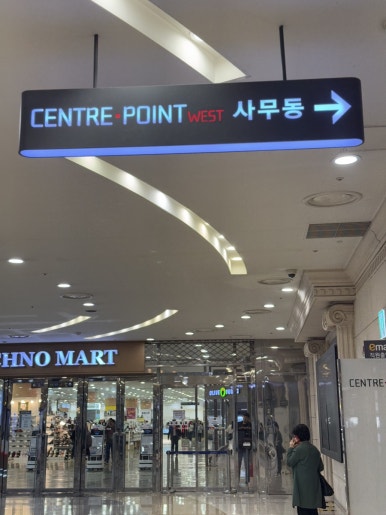 CENTRE·POINT WEST 사무동 →
CHNO MART
CENTRE·